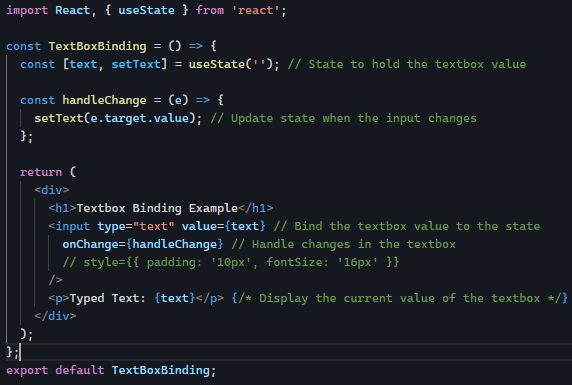 import React, { useState } from 'react';
const TextBoxBinding = () => {
const [text, setText] = useState(''); // State to hold the textbox value
const handleChange = (e) => {
setText(e.target.value); // Update state when the input changes
};
return (
<div>
<h1>Textbox Binding Example</h1>
<input type="text" value={text} // Bind the textbox value to the state
onChange={handleChange} // Handle changes in the textbox
// style={{ padding: '10px', fontSize: '16px' }}
/>
<p>Typed Text: {text}</p> {/* Display the current value of the textbox */}
</div>
);
};
export default TextBoxBinding;